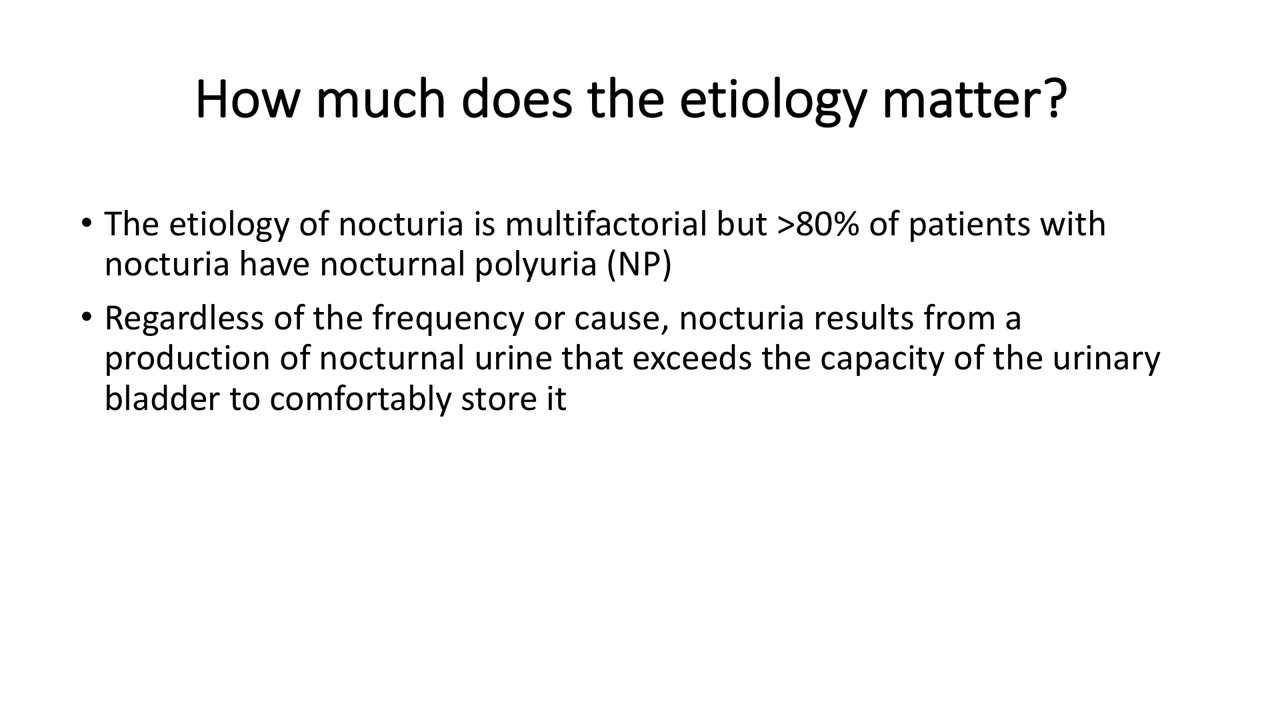 How much does the etiology matter?
• The etiology of nocturia is multifactorial but >80% of patients with
nocturia have nocturnal polyuria (NP)
• Regardless of the frequency or cause, nocturia results from a
production of nocturnal urine that exceeds the capacity of the urinary
bladder to comfortably store it